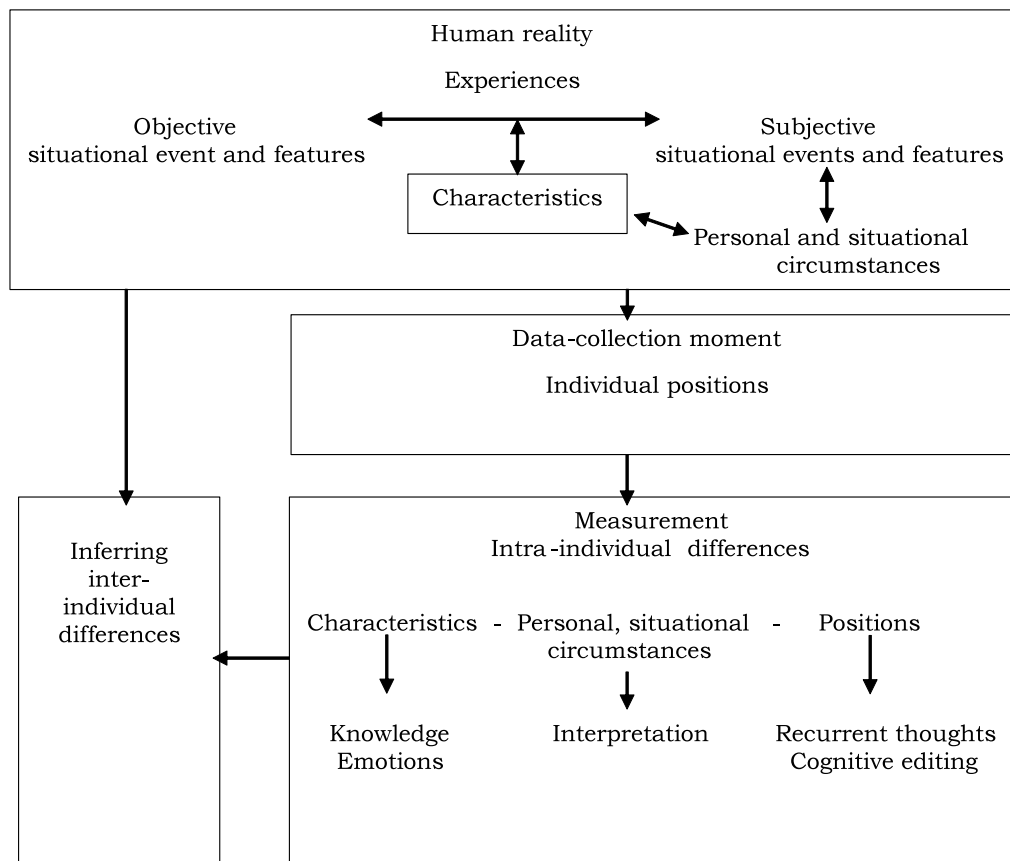 Human reality
Experiences
Objective
situational event and features
Subjective
situational events and features
Characteristics
Personal and situational
circumstances
Data-collection moment
Individual positions
Inferring
inter-
individual
differences
Measurement
Intra-individual differences
Characteristics - Personal, situational - Positions
circumstances
Knowledge
Emotions
Interpretation
Recurrent thoughts
Cognitive editing